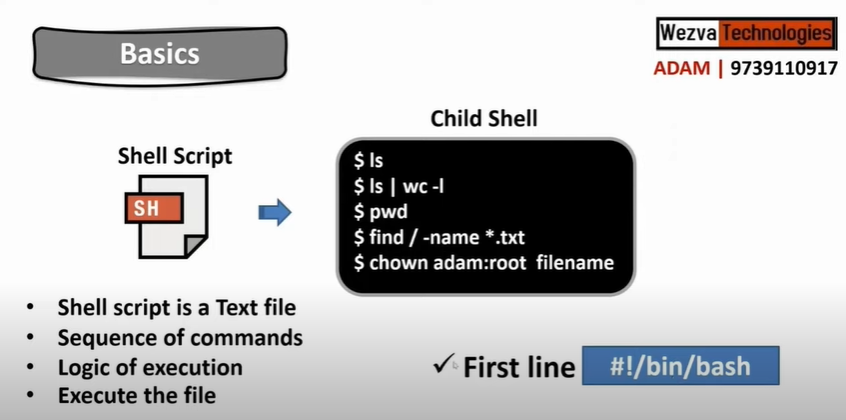 Basics
Wezva Technologies
ADAM | 9739110917
Shell Script
SH
Child Shell
$ ls
$ ls | wc -l
$ pwd
$ find / -name *.txt
$ chown adam:root filename
• Shell script is a Text file
• Sequence of commands
• Logic of execution
• Execute the file
✓ First line #!/bin/bash